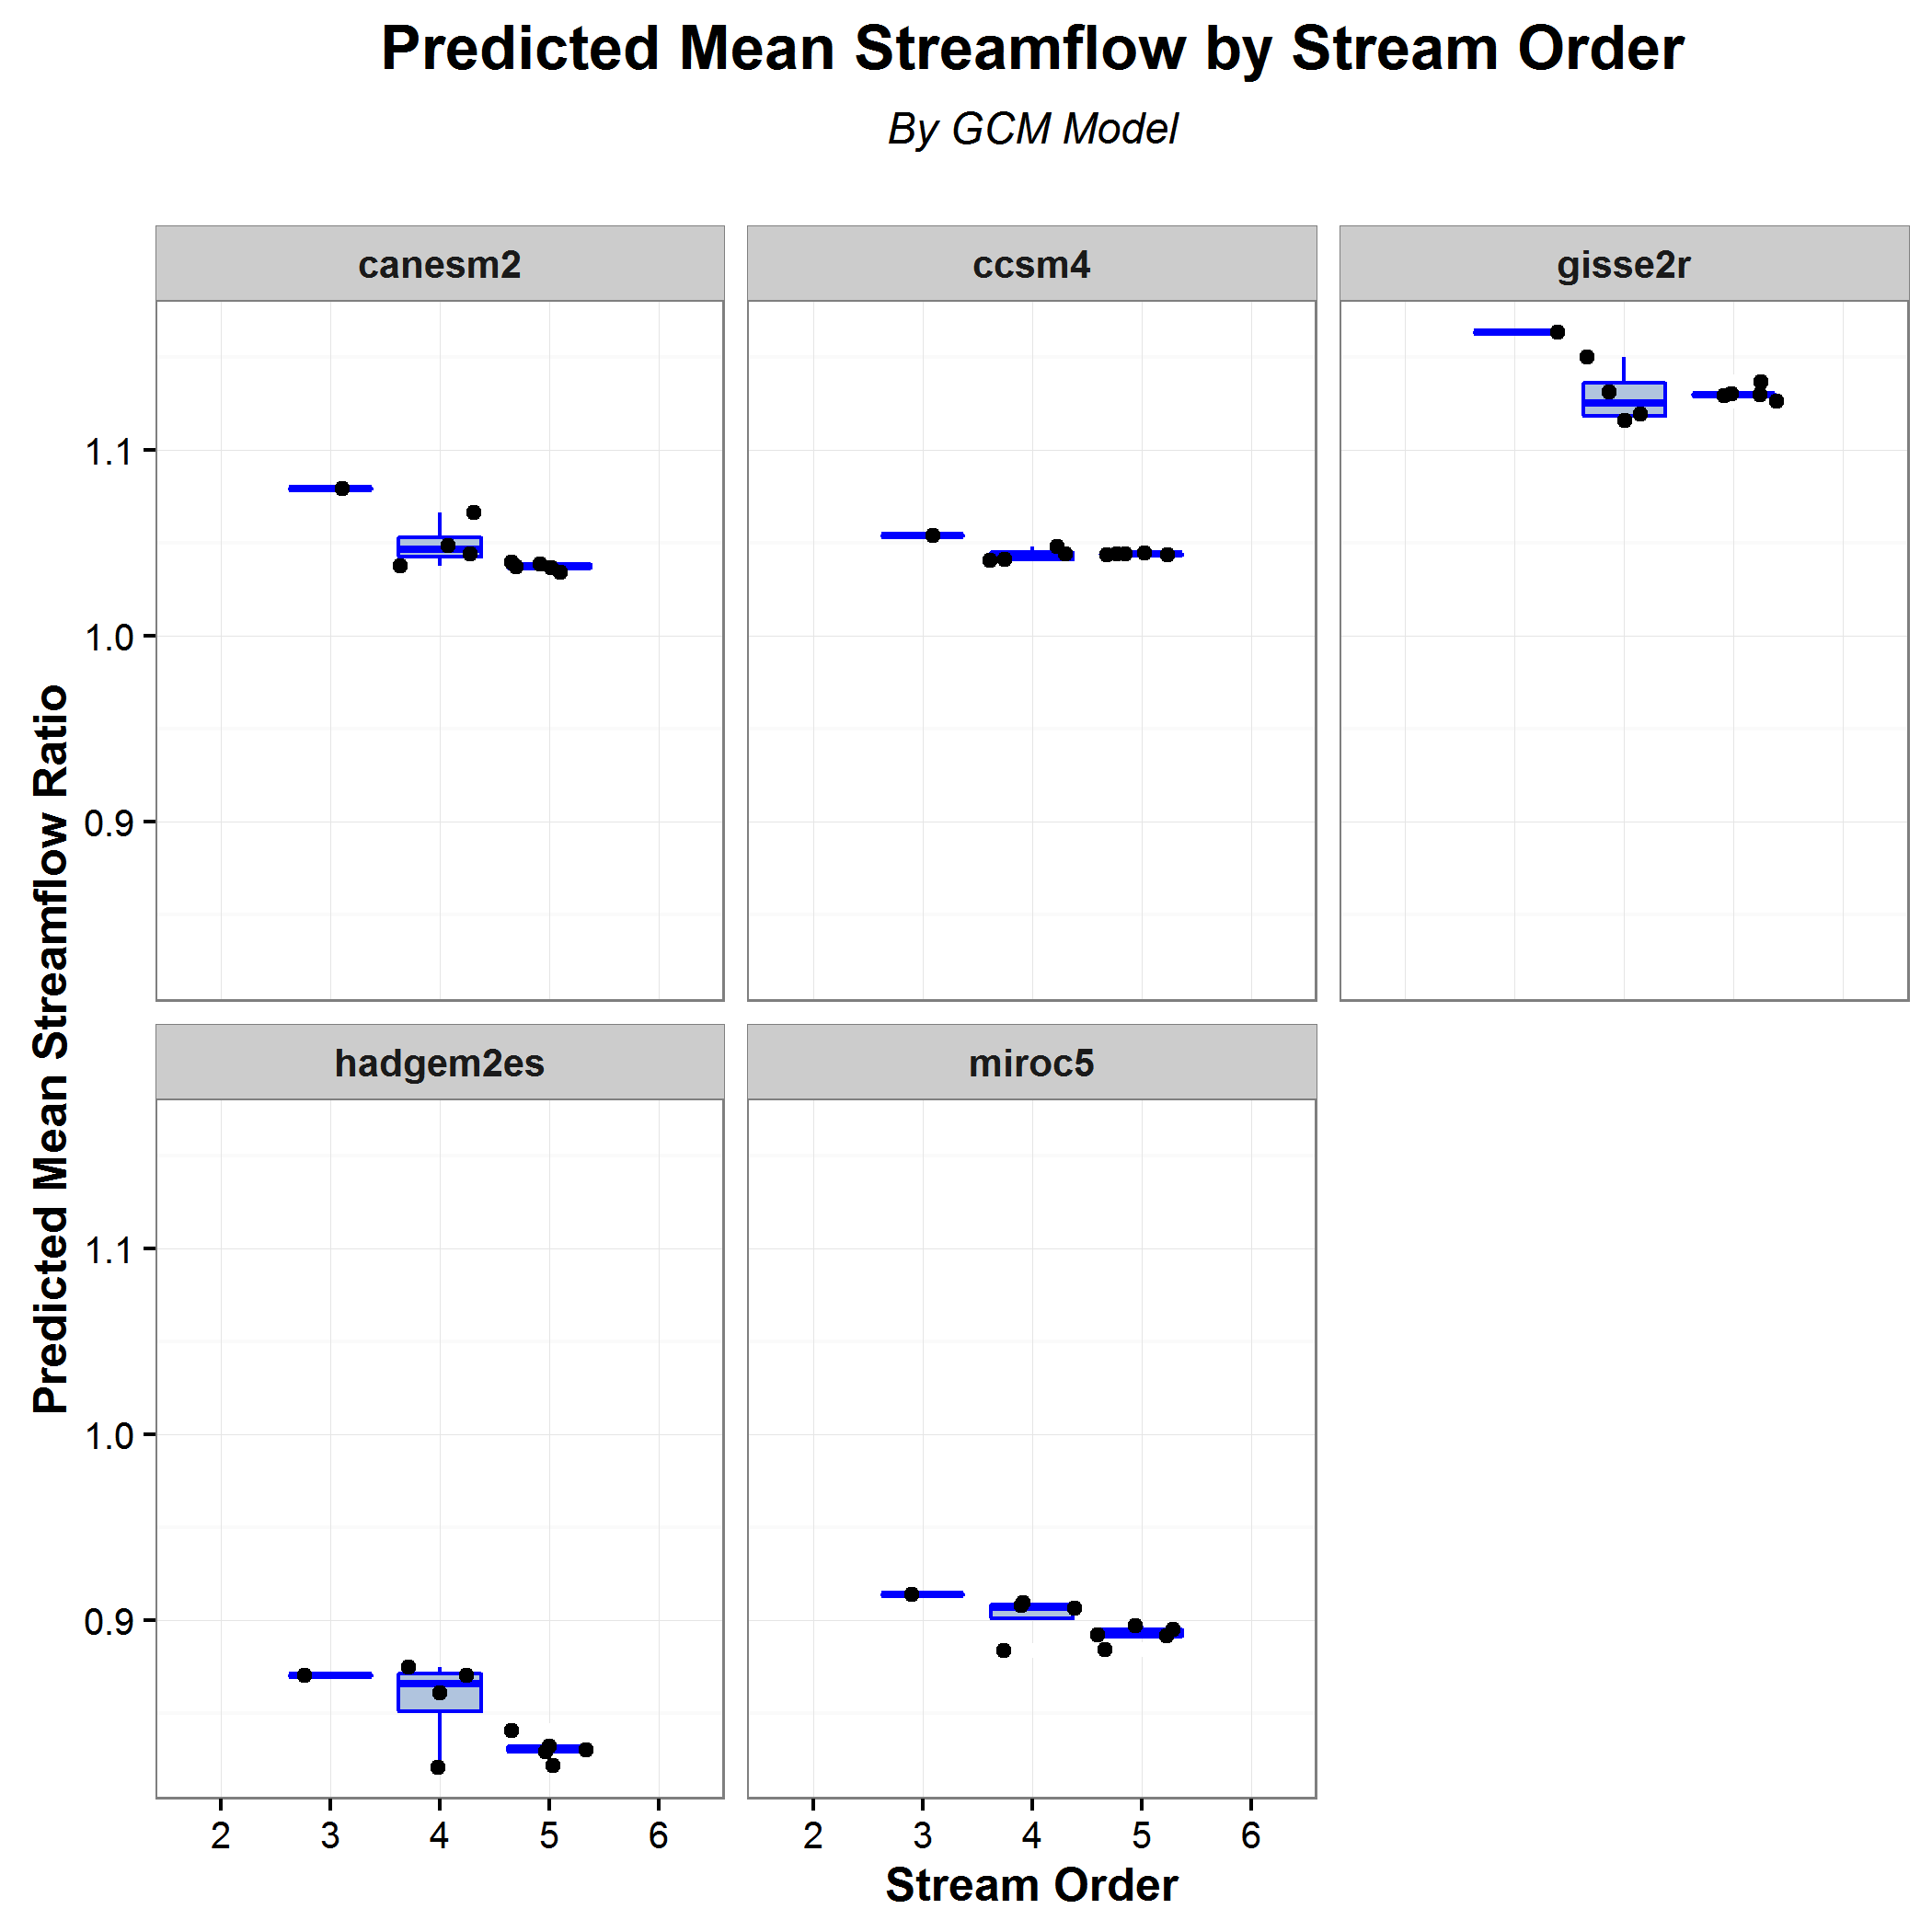 Predicted Mean Streamflow by Stream Order
By GCM Model
canesm2
ccsm4
gisse2r
1.1
1.0
0.9
Predicted Mean Streamflow Ratio
hadgem2es
miroc5
1.1
1.0
0.9
2 3 4 5 6
2 3 4 5 6
Stream Order